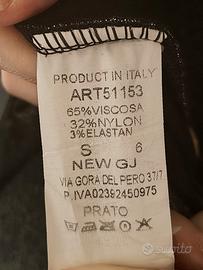 PRODUCT IN ITALY
ART51153
65%VISCOSA
32%NYLON
3%ELASTAN
S 6
NEW GJ
VIA GORA DEL PERO 37/7
P.IVA02392450975
PRATO
subito